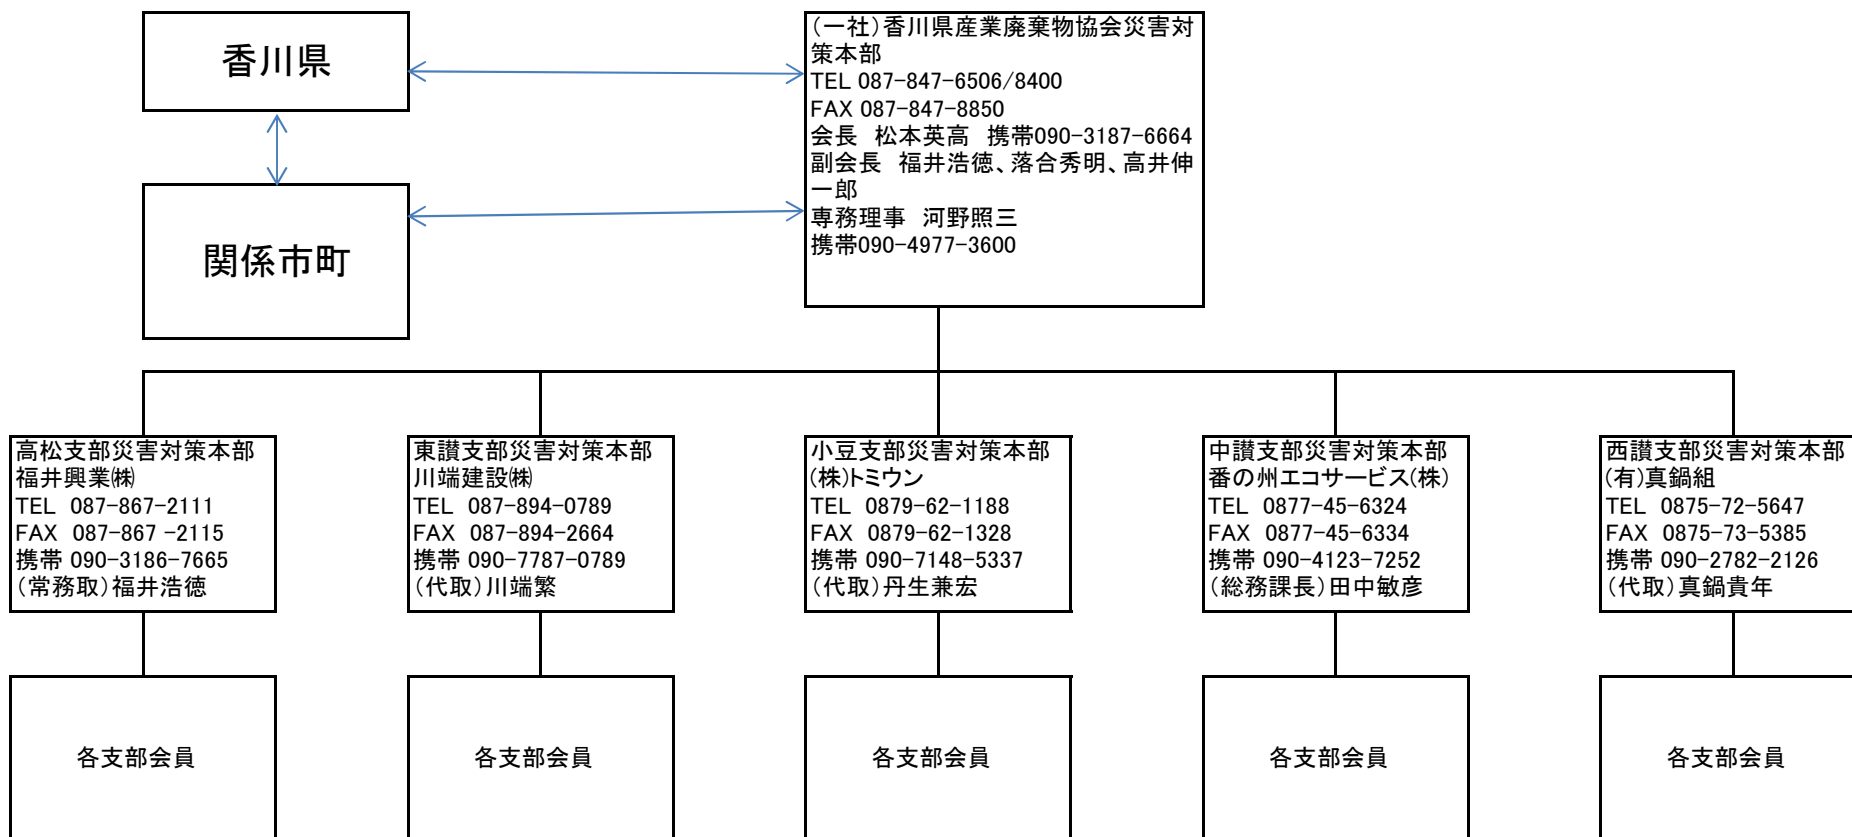 香川県
(一社)香川県産業廃棄物協会災害対
策本部
TEL 087-847-6506/8400
FAX 087-847-8850
会長　松本英高　携帯090-3187-6664
副会長　福井浩徳、落合秀明、高井伸
一郎
専務理事　河野照三
携帯090-4977-3600
関係市町
高松支部災害対策本部
福井興業㈱
TEL 087-867-2111
FAX 087-867 -2115
携帯 090-3186-7665
(常務取)福井浩徳
東讃支部災害対策本部
川端建設㈱
TEL 087-894-0789
FAX 087-894-2664
携帯 090-7787-0789
(代取)川端繁
小豆支部災害対策本部
(株)トミウン
TEL 0879-62-1188
FAX 0879-62-1328
携帯 090-7148-5337
(代取)丹生兼宏
中讃支部災害対策本部
番の州エコサービス(株)
TEL 0877-45-6324
FAX 0877-45-6334
携帯 090-4123-7252
(総務課長)田中敏彦
西讃支部災害対策本部
(有)真鍋組
TEL 0875-72-5647
FAX 0875-73-5385
携帯 090-2782-2126
(代取)真鍋貴年
各支部会員
各支部会員
各支部会員
各支部会員
各支部会員